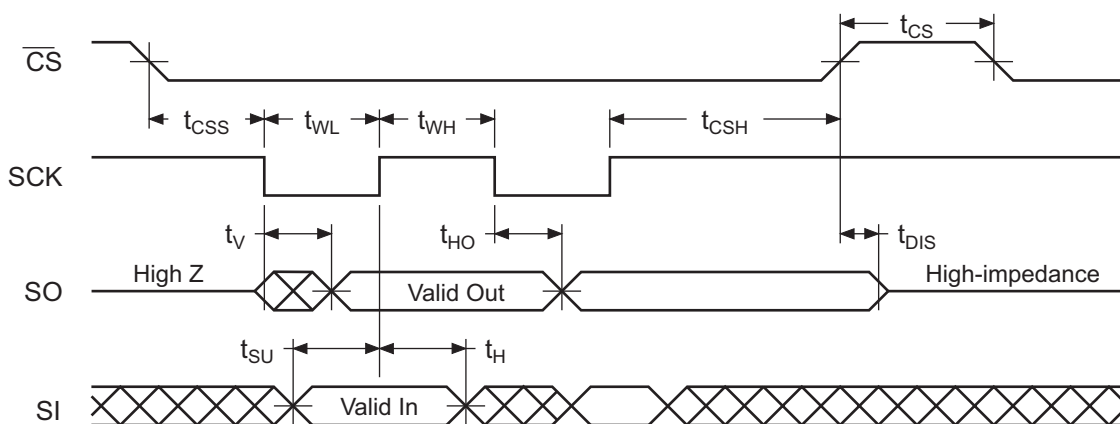 t_CS
C̅S̅
t_CSS t_WL t_WH t_CSH
SCK
t_V t_HO t_DIS
SO High Z Valid Out High-impedance
t_SU t_H
SI Valid In